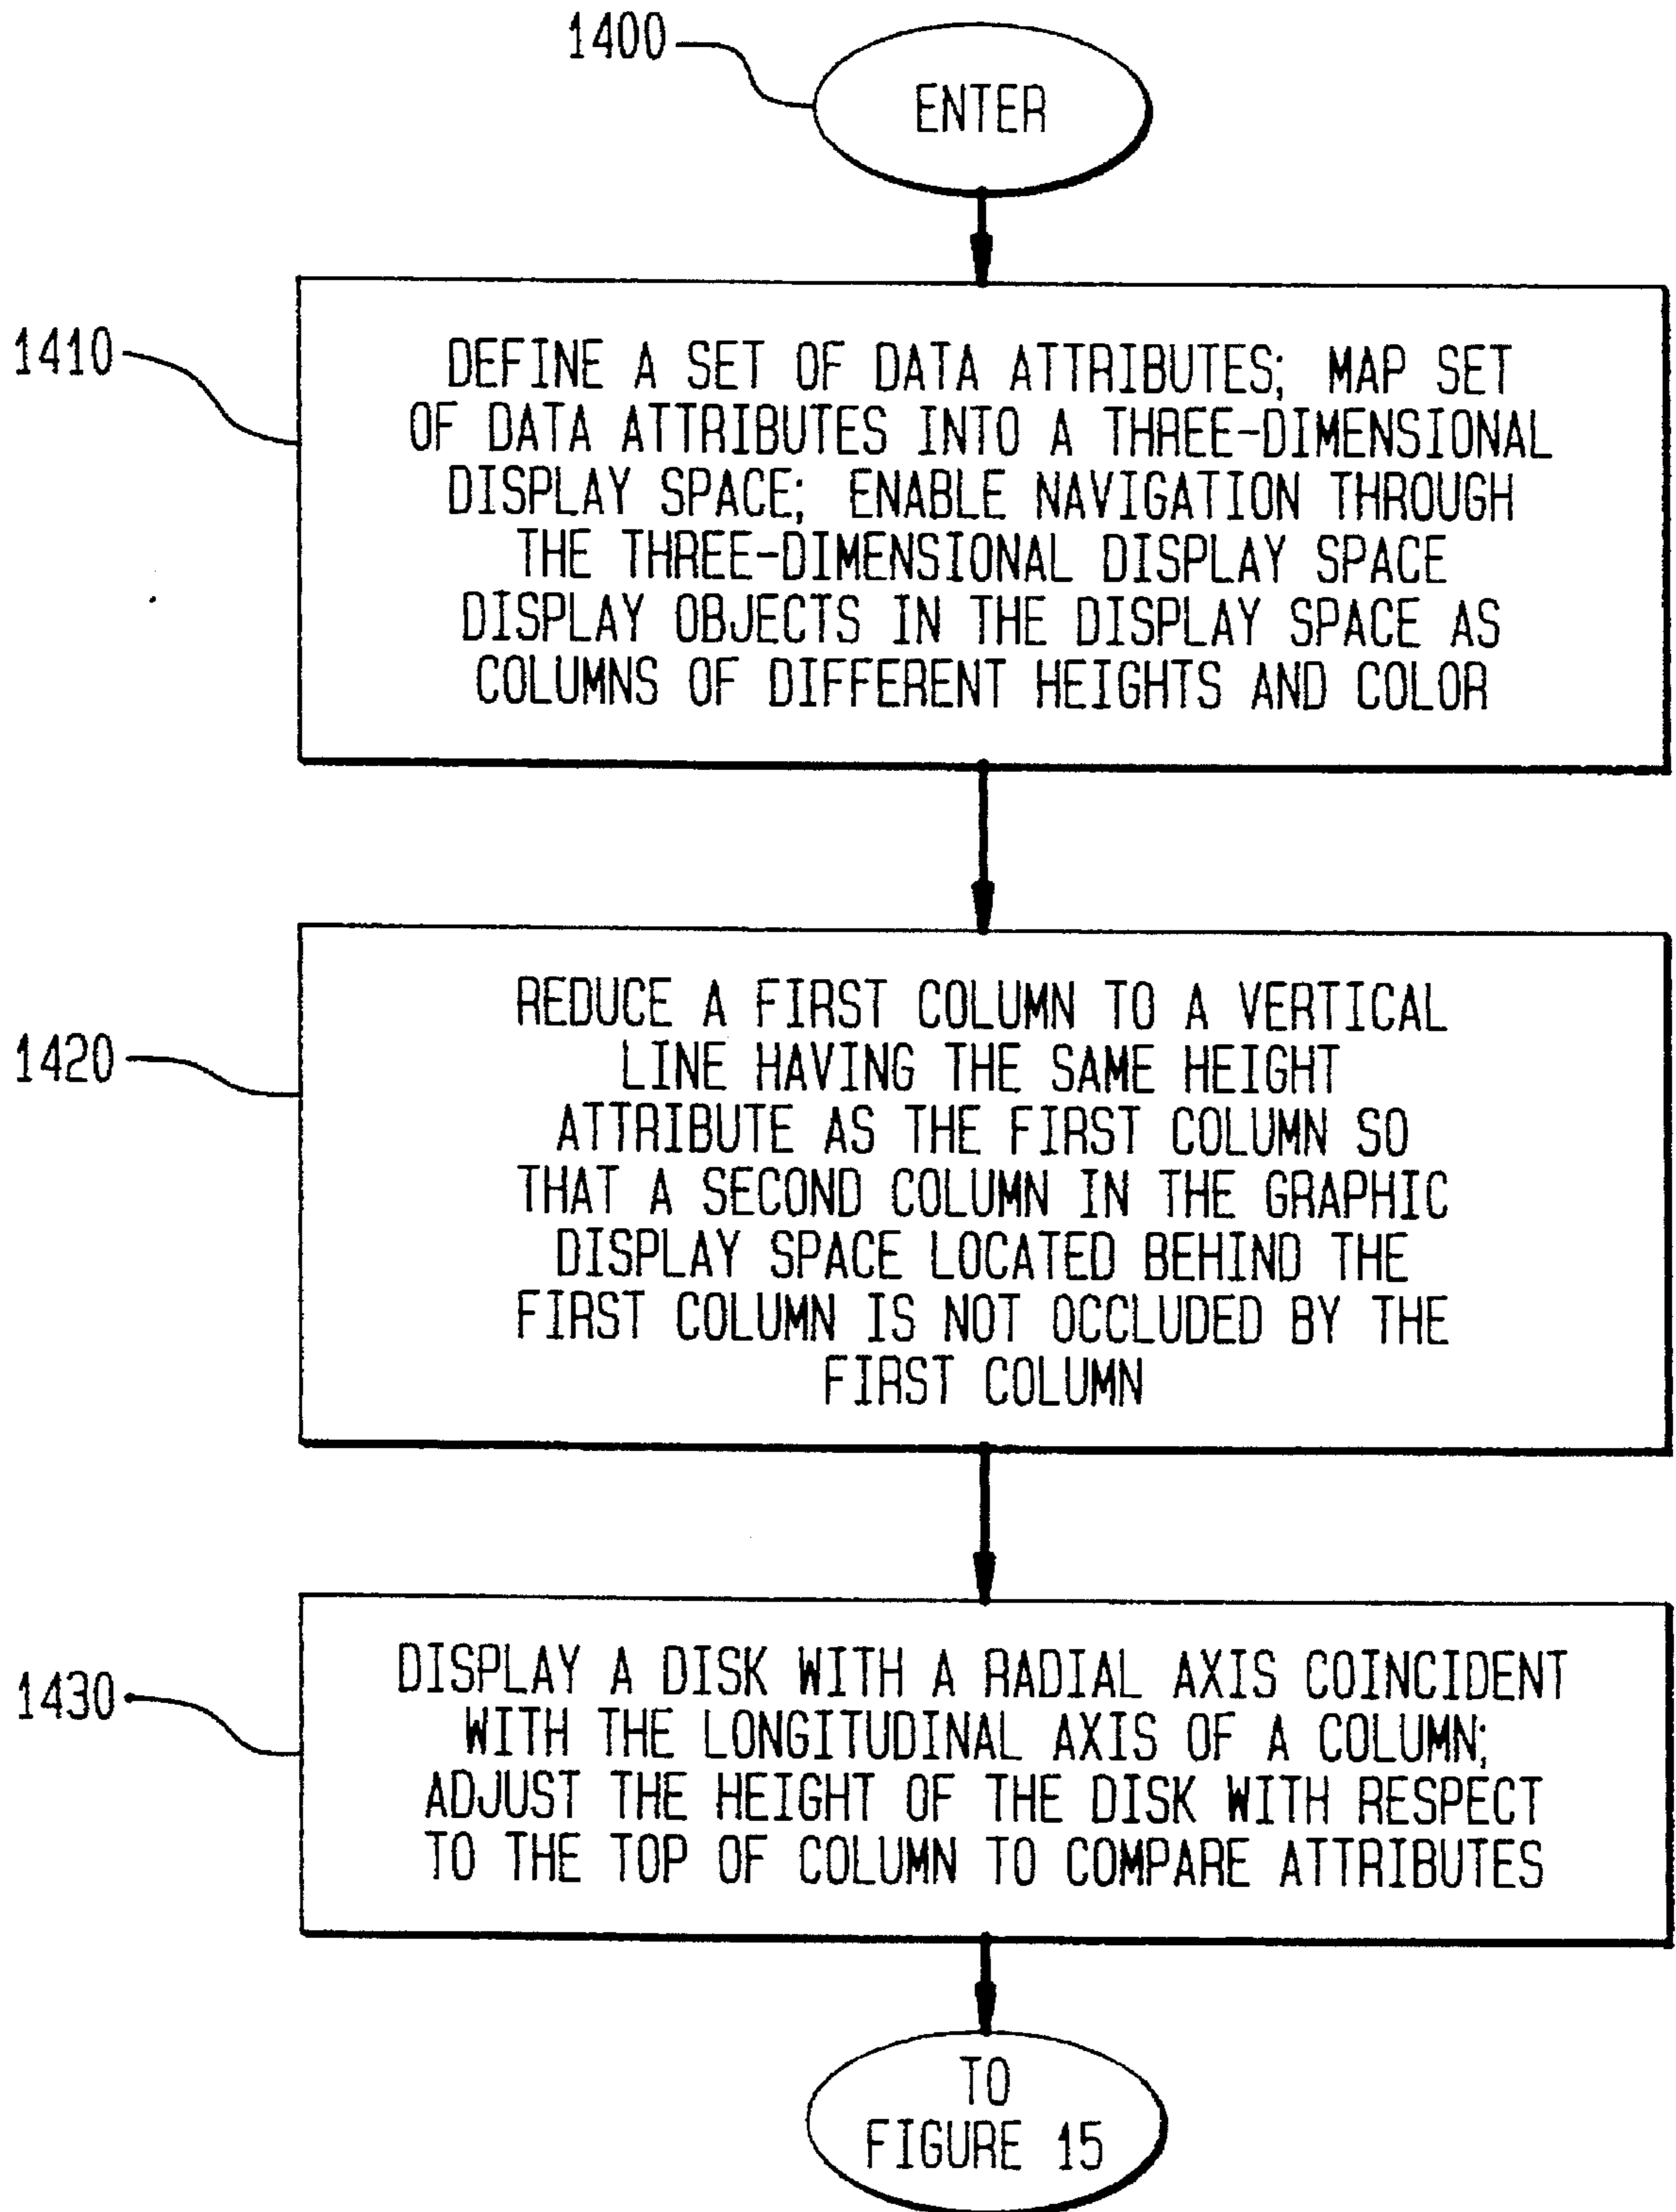 1400
ENTER
1410
DEFINE A SET OF DATA ATTRIBUTES; MAP SET
OF DATA ATTRIBUTES INTO A THREE-DIMENSIONAL
DISPLAY SPACE; ENABLE NAVIGATION THROUGH
THE THREE-DIMENSIONAL DISPLAY SPACE
DISPLAY OBJECTS IN THE DISPLAY SPACE AS
COLUMNS OF DIFFERENT HEIGHTS AND COLOR
1420
REDUCE A FIRST COLUMN TO A VERTICAL
LINE HAVING THE SAME HEIGHT
ATTRIBUTE AS THE FIRST COLUMN SO
THAT A SECOND COLUMN IN THE GRAPHIC
DISPLAY SPACE LOCATED BEHIND THE
FIRST COLUMN IS NOT OCCLUDED BY THE
FIRST COLUMN
1430
DISPLAY A DISK WITH A RADIAL AXIS COINCIDENT
WITH THE LONGITUDINAL AXIS OF A COLUMN;
ADJUST THE HEIGHT OF THE DISK WITH RESPECT
TO THE TOP OF COLUMN TO COMPARE ATTRIBUTES
TO
FIGURE 15